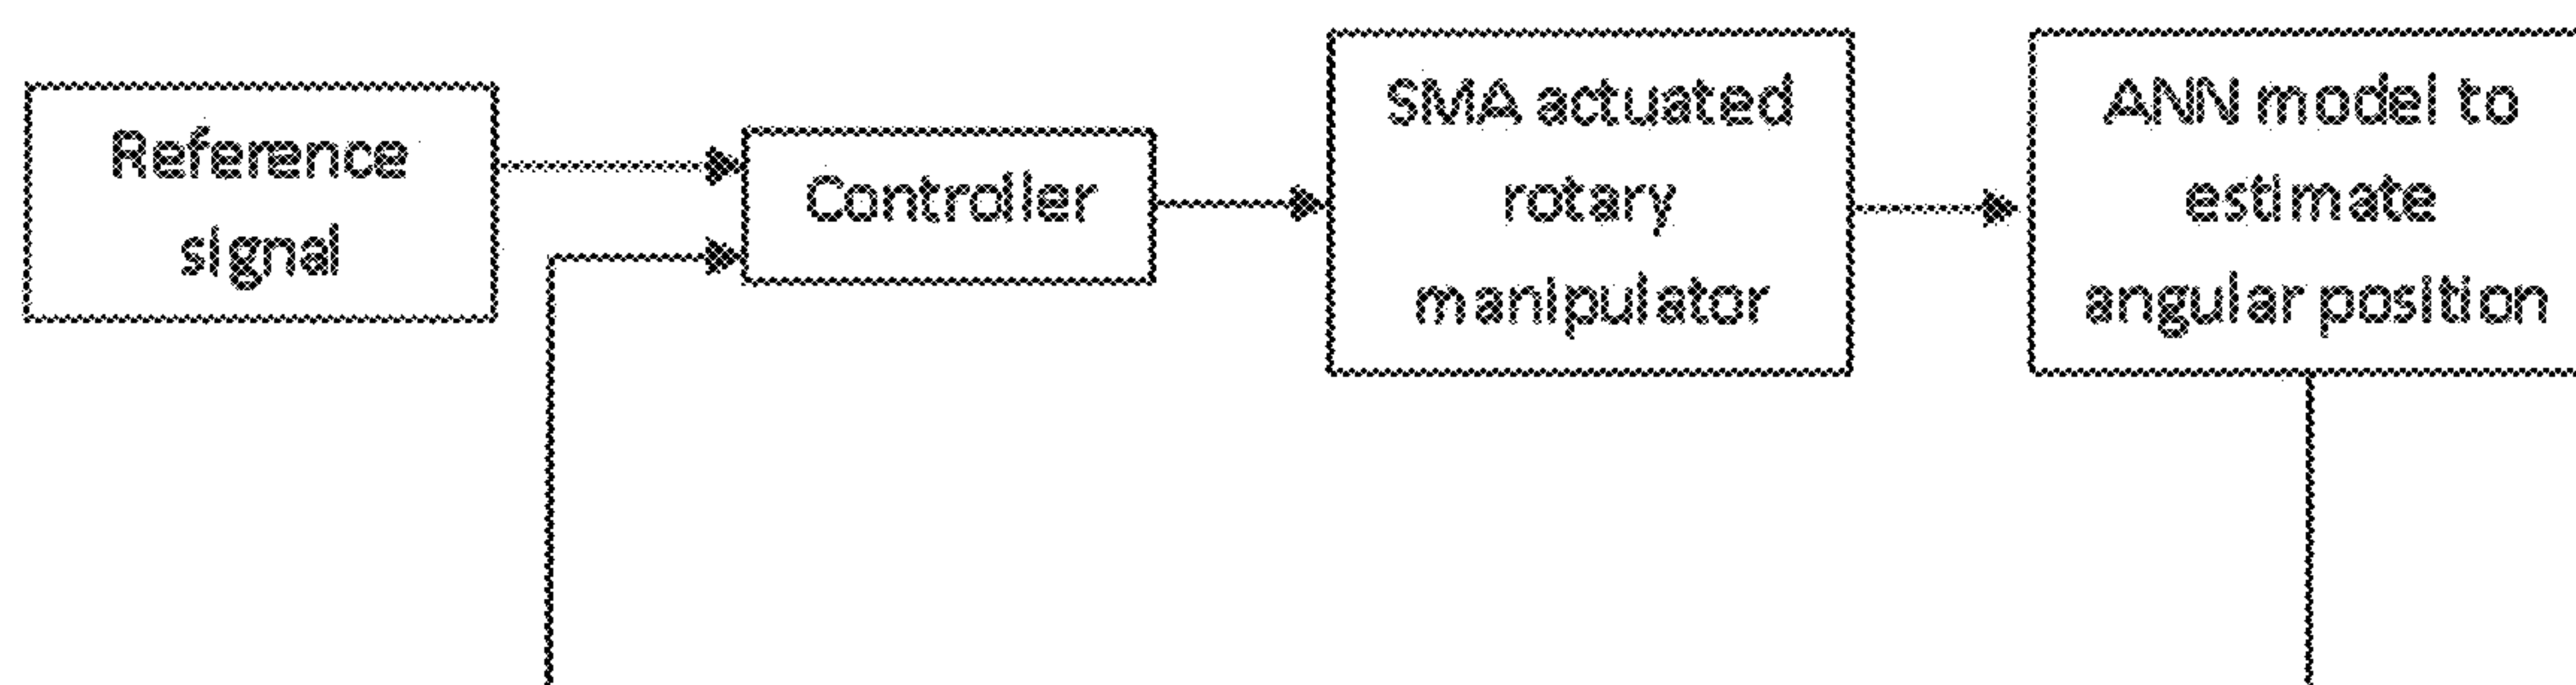 Reference
signal
Controller
SMA actuated
rotary
manipulator
ANN model to
estimate
angular position